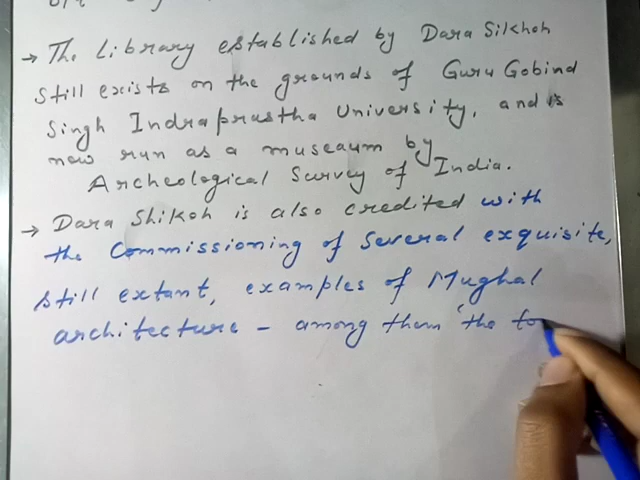 → The Library established by Dara Sikhoh
still exists on the grounds of Guru Gobind
Singh Indraprastha University, and is
now run as a museaum by
Archeological Survey of India.
→ Dara Shikoh is also credited with
the commissioning of several exquisite,
still extant, examples of Mughal
architecture - among them 'the to